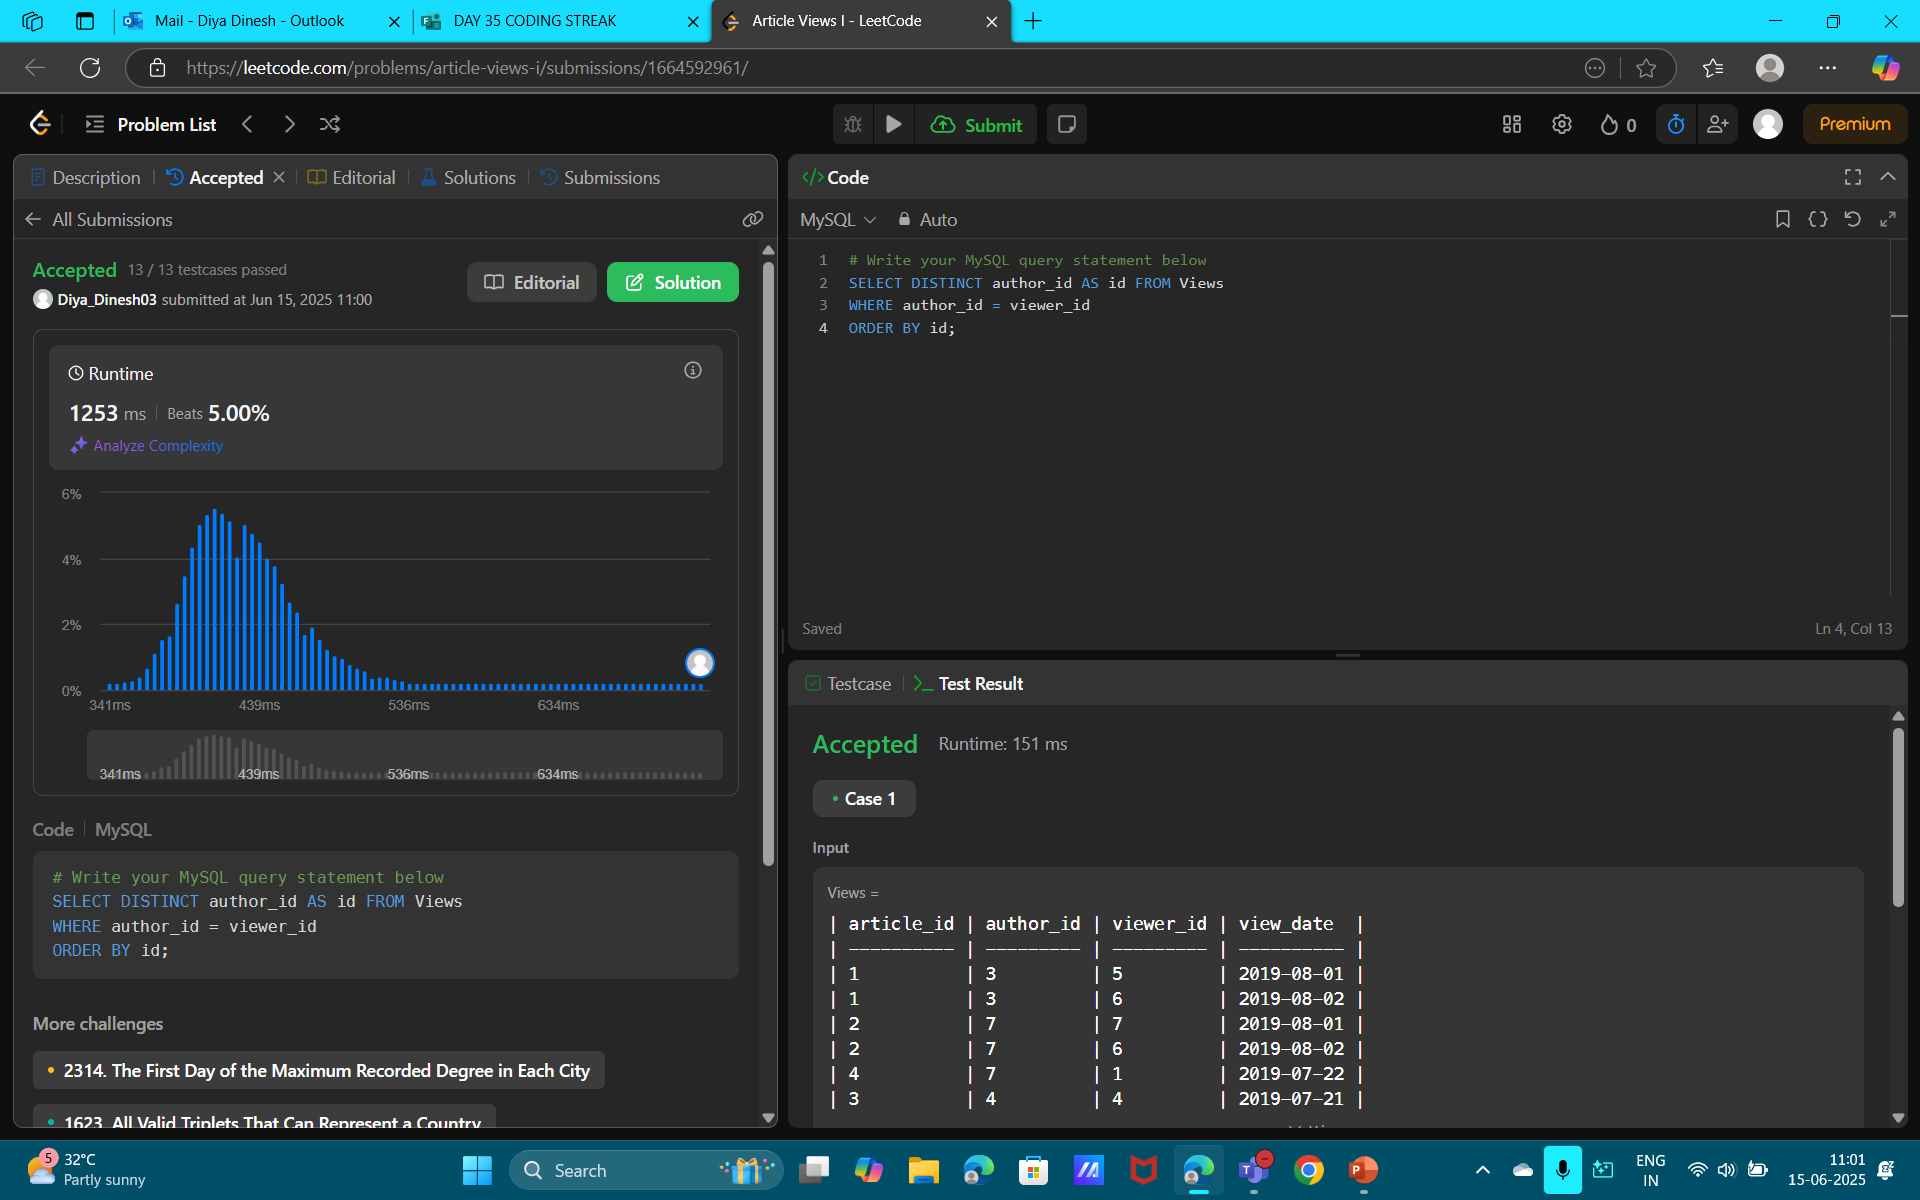 Mail - Diya Dinesh - Outlook
DAY 35 CODING STREAK
Article Views I - LeetCode
https://leetcode.com/problems/article-views-i/submissions/1664592961/
Problem List
Submit
0
Premium
Description
Accepted
Editorial
Solutions
Submissions
All Submissions
Accepted 13 / 13 testcases passed
Diya_Dinesh03 submitted at Jun 15, 2025 11:00
Editorial
Solution
Runtime
1253 ms Beats 5.00%
Analyze Complexity
6%
4%
2%
0%
341ms 439ms 536ms 634ms
341ms 439ms 536ms 634ms
Code MySQL
# Write your MySQL query statement below
SELECT DISTINCT author_id AS id FROM Views
WHERE author_id = viewer_id
ORDER BY id;
More challenges
2314. The First Day of the Maximum Recorded Degree in Each City
1623. All Valid Triplets That Can Represent a Country
</>Code
MySQL Auto
1 # Write your MySQL query statement below
2 SELECT DISTINCT author_id AS id FROM Views
3 WHERE author_id = viewer_id
4 ORDER BY id;
Saved
Ln 4, Col 13
Testcase
>_ Test Result
Accepted Runtime: 151 ms
• Case 1
Input
Views =
| article_id | author_id | viewer_id | view_date |
| ---------- | --------- | --------- | ---------- |
| 1 | 3 | 5 | 2019-08-01 |
| 1 | 3 | 6 | 2019-08-02 |
| 2 | 7 | 7 | 2019-08-01 |
| 2 | 7 | 6 | 2019-08-02 |
| 4 | 7 | 1 | 2019-07-22 |
| 3 | 4 | 4 | 2019-07-21 |
5
32°C
Partly sunny
Search
ENG
IN
11:01
15-06-2025